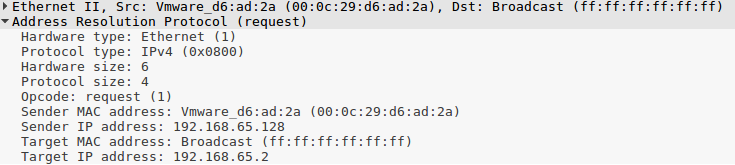 Ethernet II, Src: Vmware_d6:ad:2a (00:0c:29:d6:ad:2a), Dst: Broadcast (ff:ff:ff:ff:ff:ff)
Address Resolution Protocol (request)
Hardware type: Ethernet (1)
Protocol type: IPv4 (0x0800)
Hardware size: 6
Protocol size: 4
Opcode: request (1)
Sender MAC address: Vmware_d6:ad:2a (00:0c:29:d6:ad:2a)
Sender IP address: 192.168.65.128
Target MAC address: Broadcast (ff:ff:ff:ff:ff:ff)
Target IP address: 192.168.65.2